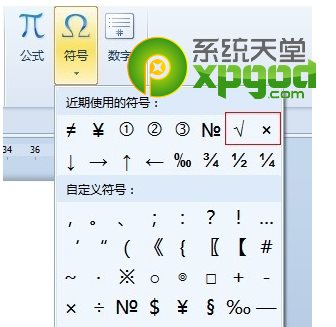 系统天堂
xpgod
公式 符号 数字
近期使用的符号:
≠ ¥ ① ② ③ № √ ×
↓ → ↑ ← ‰ ¾ ½ ¼
34 36
自定义符号:
, 。 、 ; : ? ! …
′ “ ( 《 { 〖 【 #
~ · ※ ○ ◎ □ + -
× ÷ № $ ¥ § ‰ —